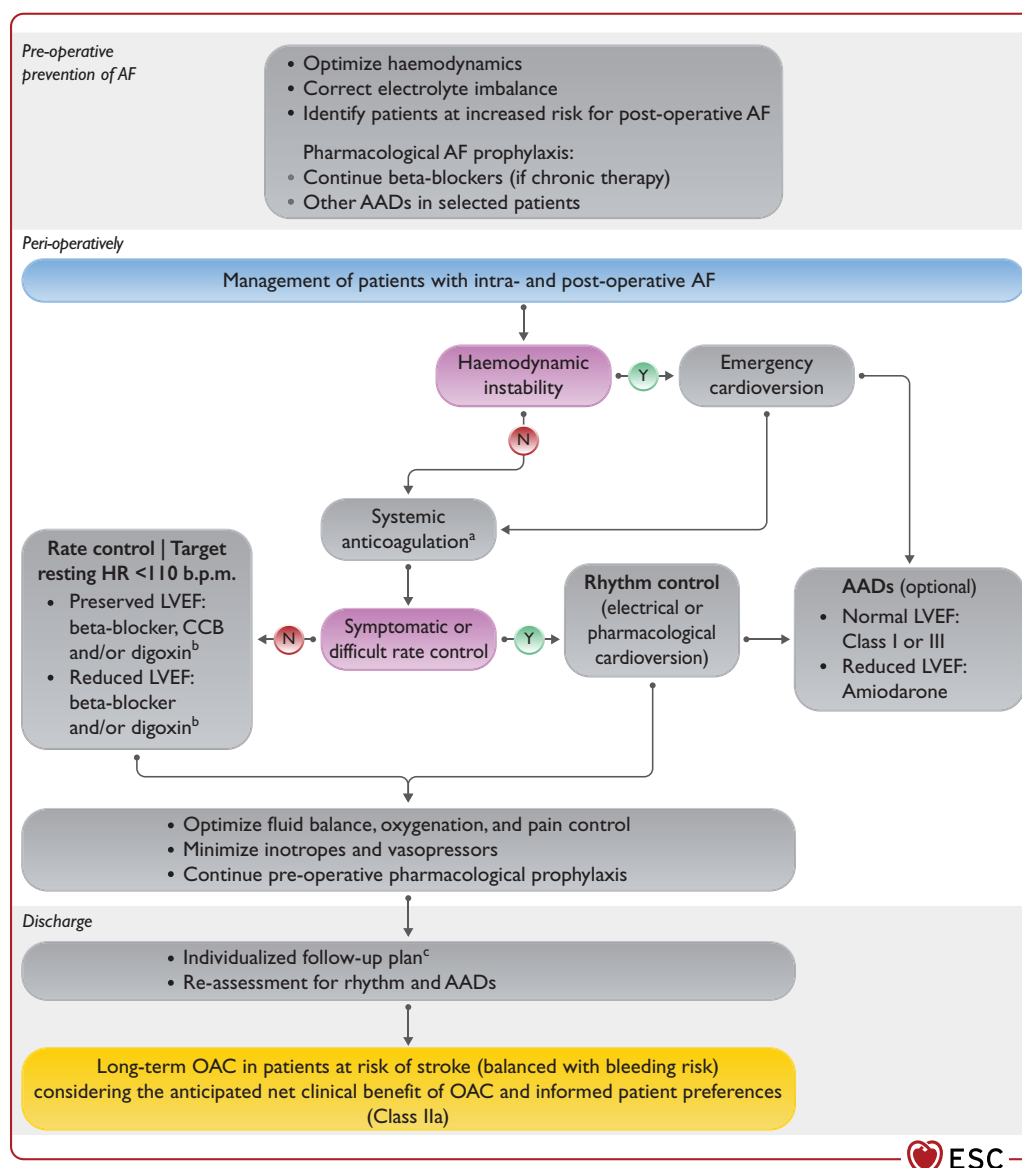 Pre-operative
prevention of AF
• Optimize haemodynamics
• Correct electrolyte imbalance
• Identify patients at increased risk for post-operative AF
Pharmacological AF prophylaxis:
• Continue beta-blockers (if chronic therapy)
• Other AADs in selected patients
Peri-operatively
Management of patients with intra- and post-operative AF
Haemodynamic
instability
Y
Emergency
cardioversion
N
Systemic
anticoagulationᵃ
Rate control | Target
resting HR <110 b.p.m.
• Preserved LVEF:
beta-blocker, CCB
and/or digoxinᵇ
• Reduced LVEF:
beta-blocker
and/or digoxinᵇ
N
Symptomatic or
difficult rate control
Y
Rhythm control
(electrical or
pharmacological
cardioversion)
AADs (optional)
• Normal LVEF:
Class I or III
• Reduced LVEF:
Amiodarone
• Optimize fluid balance, oxygenation, and pain control
• Minimize inotropes and vasopressors
• Continue pre-operative pharmacological prophylaxis
Discharge
• Individualized follow-up planᶜ
• Re-assessment for rhythm and AADs
Long-term OAC in patients at risk of stroke (balanced with bleeding risk)
considering the anticipated net clinical benefit of OAC and informed patient preferences
(Class IIa)
ESC